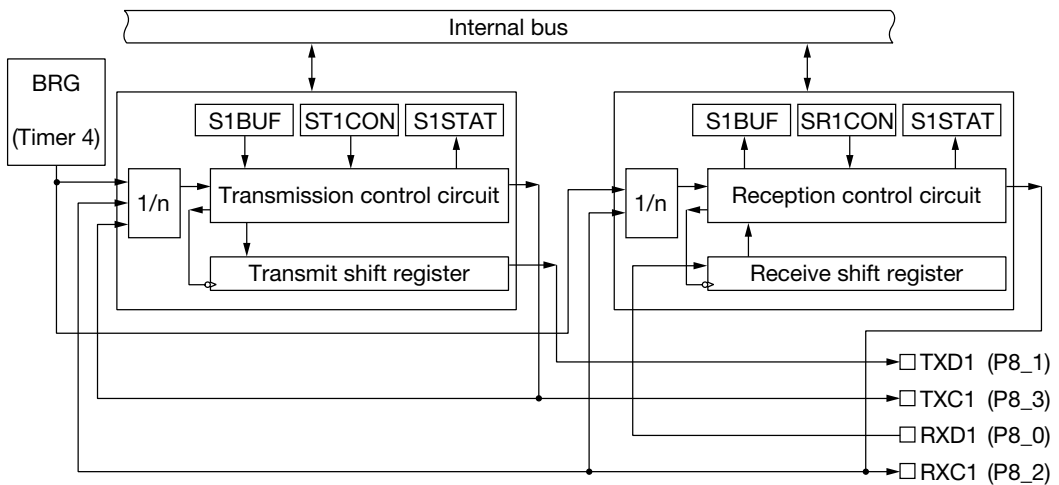 Internal bus
BRG
(Timer 4)
S1BUF ST1CON S1STAT
1/n
Transmission control circuit
Transmit shift register
S1BUF SR1CON S1STAT
1/n
Reception control circuit
Receive shift register
TXD1 (P8_1)
TXC1 (P8_3)
RXD1 (P8_0)
RXC1 (P8_2)